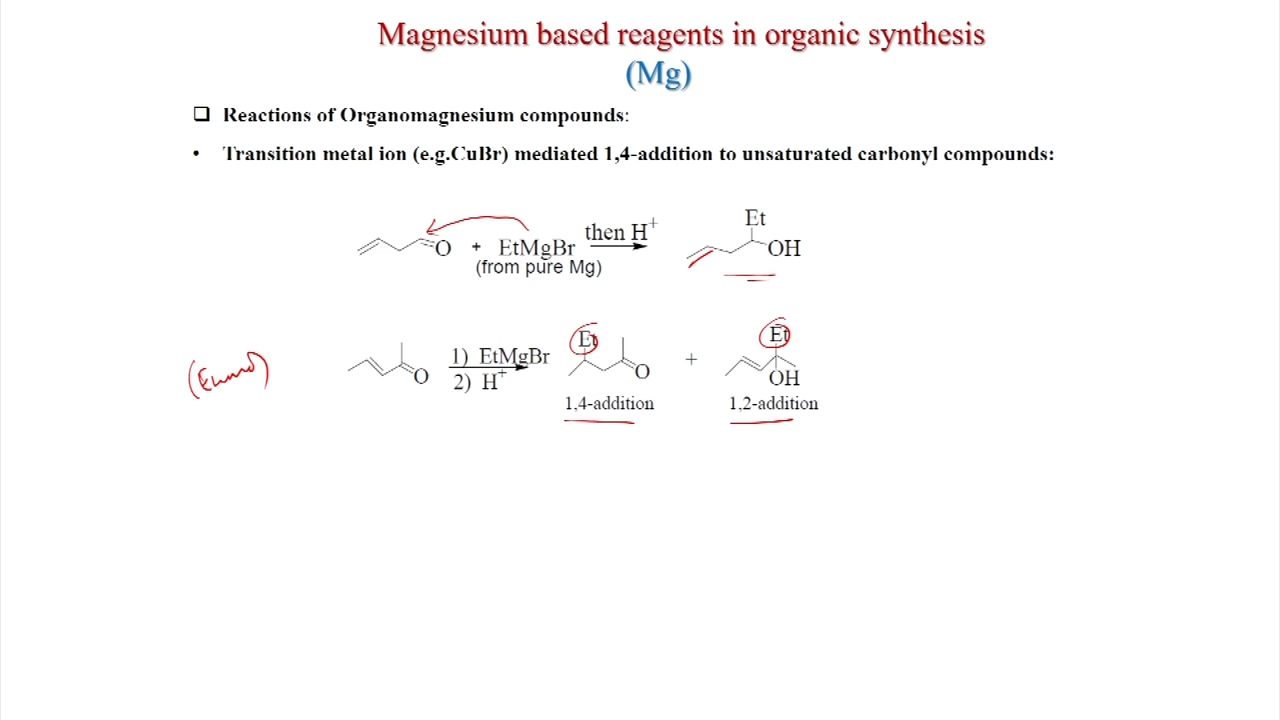 Magnesium based reagents in organic synthesis
(Mg)
❑ Reactions of Organomagnesium compounds:
• Transition metal ion (e.g.CuBr) mediated 1,4-addition to unsaturated carbonyl compounds:
Et
O + EtMgBr then H+ OH
(from pure Mg)
Et Et
1) EtMgBr
O 2) H+ O + OH
1,4-addition 1,2-addition